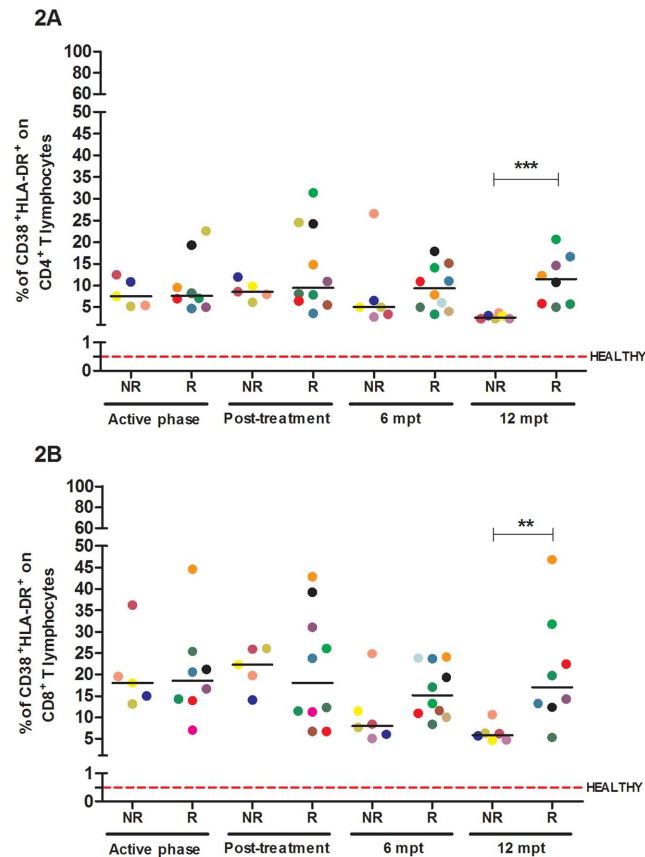 2A
% of CD38⁺HLA-DR⁺ on
CD4⁺ T lymphocytes
100
80
60
50
45
40
35
30
25
20
15
10
5
1
0
***
HEALTHY
NR R NR R NR R NR R
Active phase Post-treatment 6 mpt 12 mpt
2B
% of CD38⁺HLA-DR⁺ on
CD8⁺ T lymphocytes
100
80
60
50
45
40
35
30
25
20
15
10
5
1
0
**
HEALTHY
NR R NR R NR R NR R
Active phase Post-treatment 6 mpt 12 mpt